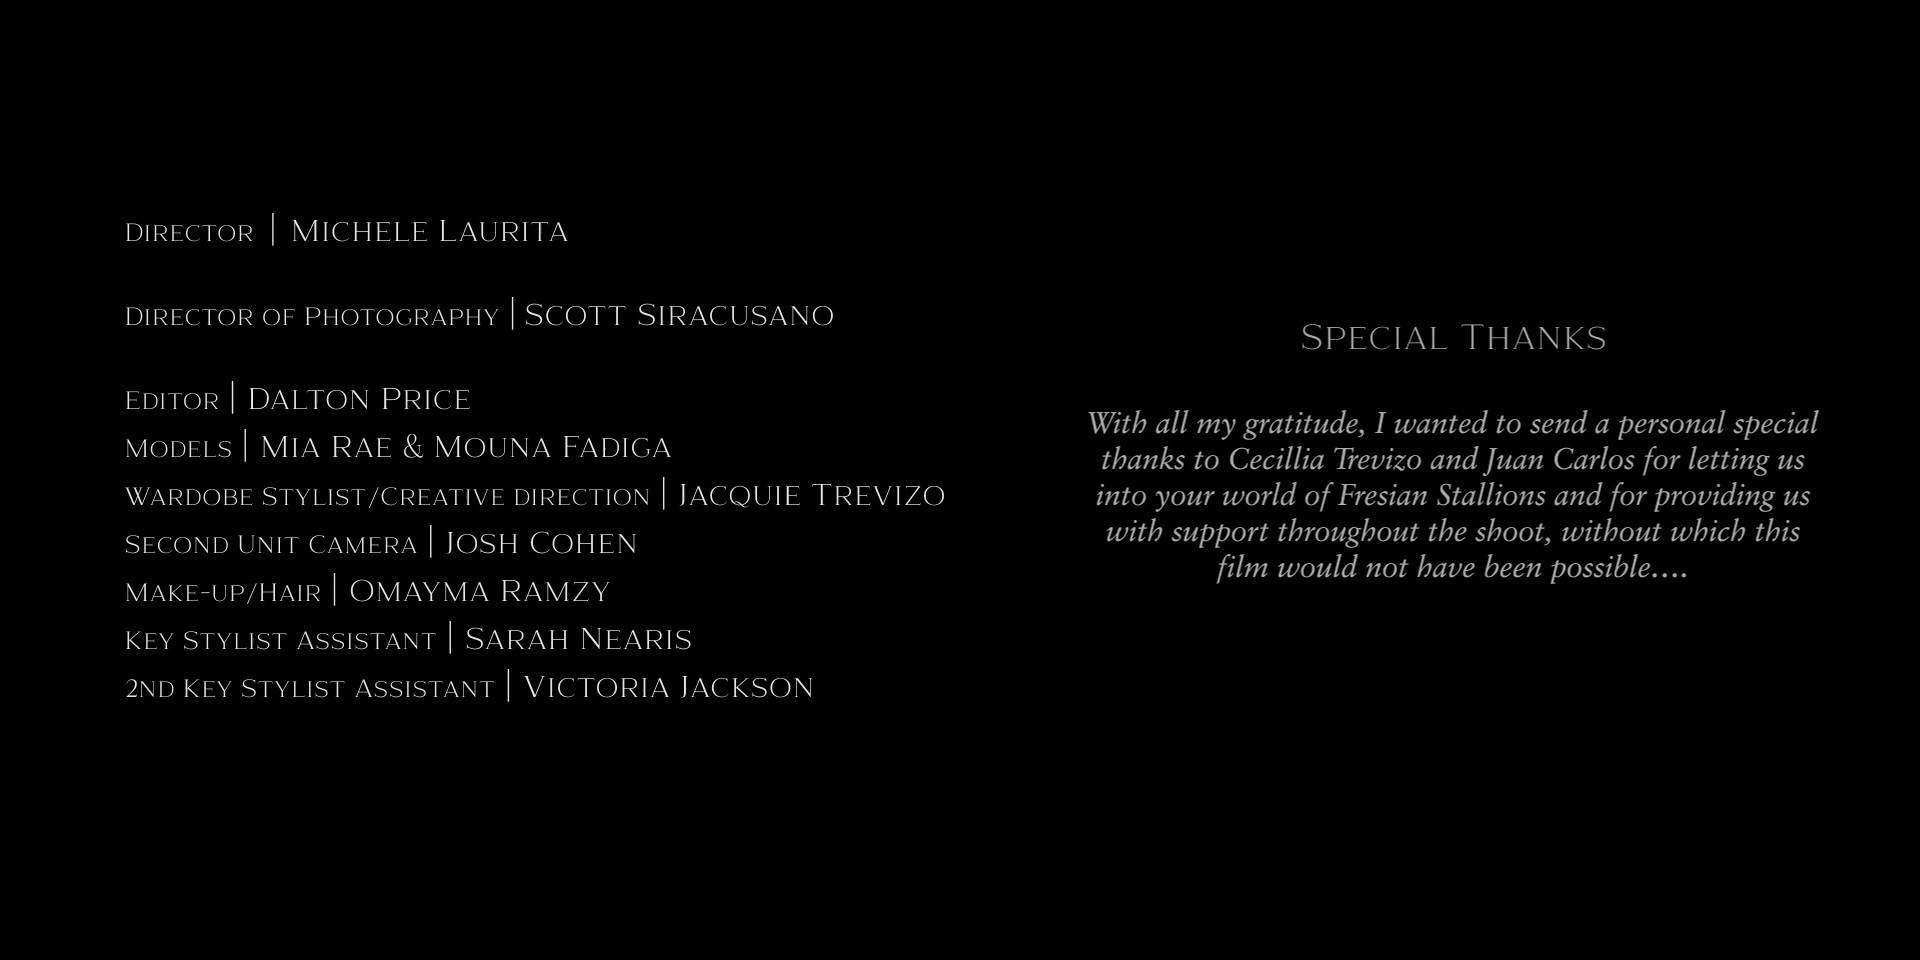 Director | Michele Laurita
Director of Photography | Scott Siracusano
Editor | Dalton Price
Models | Mia Rae & Mouna Fadiga
Wardobe Stylist/Creative direction | Jacquie Trevizo
Second Unit Camera | Josh Cohen
Make-up/Hair | Omayma Ramzy
Key Stylist Assistant | Sarah Nearis
2nd Key Stylist Assistant | Victoria Jackson
Special Thanks
With all my gratitude, I wanted to send a personal special
thanks to Cecillia Trevizo and Juan Carlos for letting us
into your world of Fresian Stallions and for providing us
with support throughout the shoot, without which this
film would not have been possible....